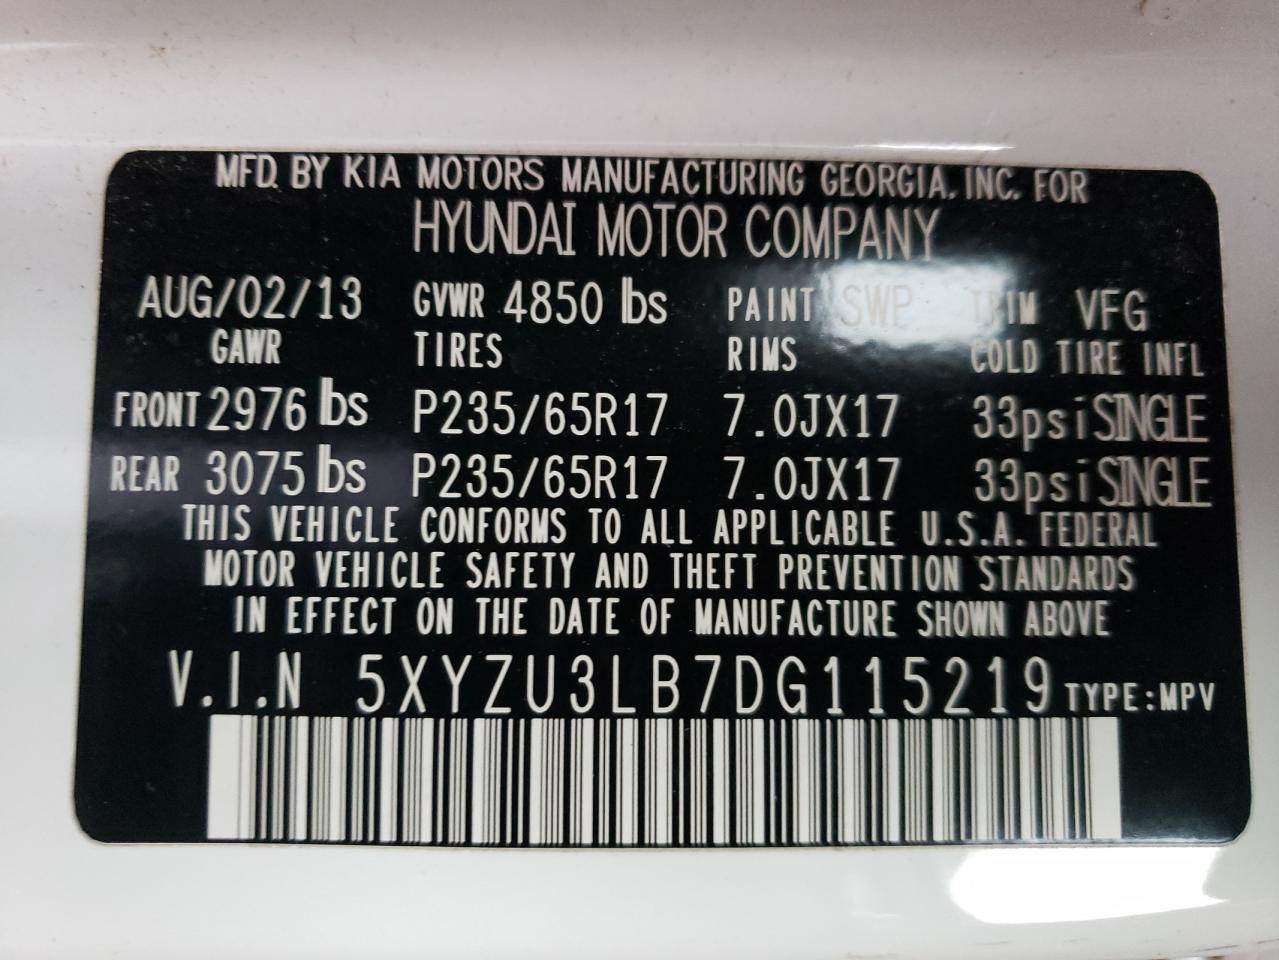 MFD. BY KIA MOTORS MANUFACTURING GEORGIA, INC. FOR
HYUNDAI MOTOR COMPANY
AUG/02/13 GVWR 4850 lbs PAINT SWP TRIM VFG
GAWR TIRES RIMS COLD TIRE INFL
FRONT 2976 lbs P235/65R17 7.0JX17 33psi SINGLE
REAR 3075 lbs P235/65R17 7.0JX17 33psi SINGLE
THIS VEHICLE CONFORMS TO ALL APPLICABLE U.S.A. FEDERAL
MOTOR VEHICLE SAFETY AND THEFT PREVENTION STANDARDS
IN EFFECT ON THE DATE OF MANUFACTURE SHOWN ABOVE
V.I.N 5XYZU3LB7DG115219 TYPE:MPV